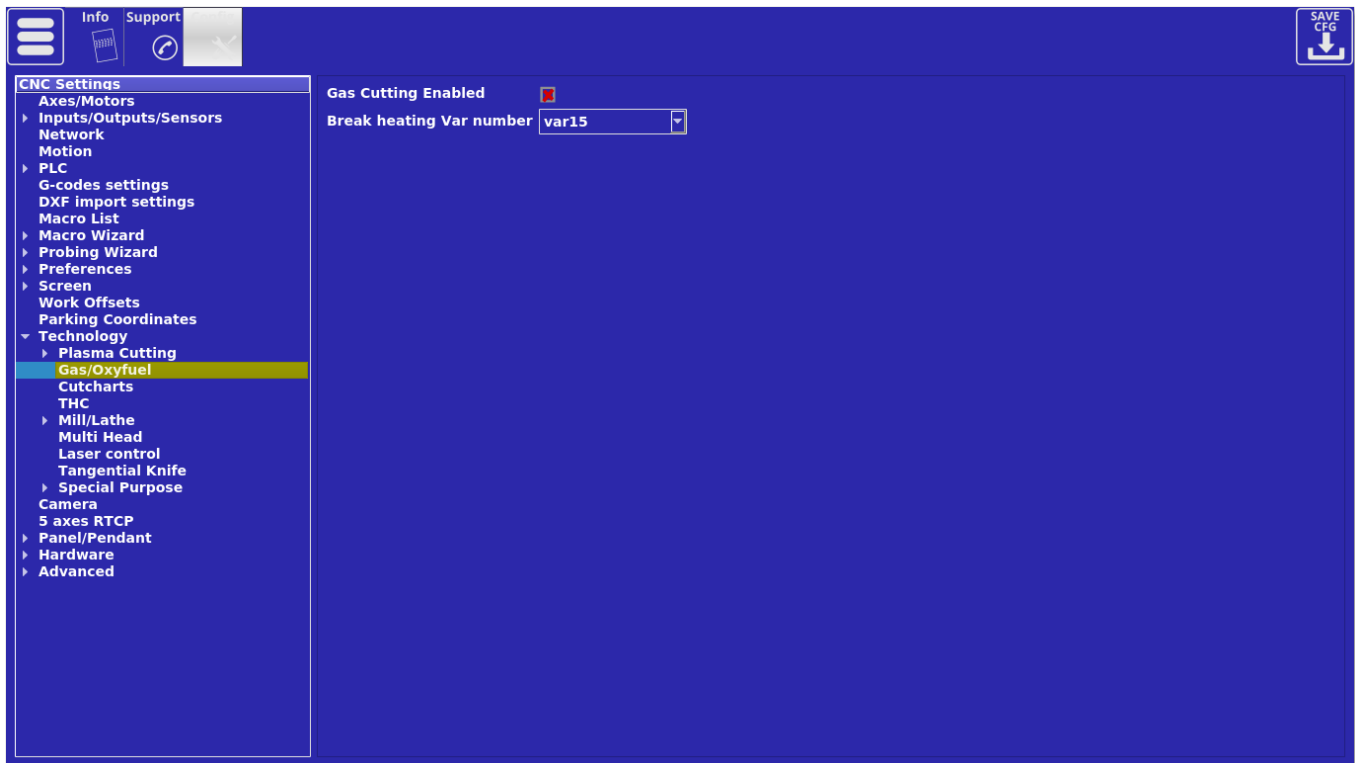 Info
Support
SAVE
CFG
CNC Settings
Axes/Motors
Inputs/Outputs/Sensors
Network
Motion
PLC
G-codes settings
DXF import settings
Macro List
Macro Wizard
Probing Wizard
Preferences
Screen
Work Offsets
Parking Coordinates
Technology
Plasma Cutting
Gas/Oxyfuel
Cutcharts
THC
Mill/Lathe
Multi Head
Laser control
Tangential Knife
Special Purpose
Camera
5 axes RTCP
Panel/Pendant
Hardware
Advanced
Gas Cutting Enabled
Break heating Var number var15